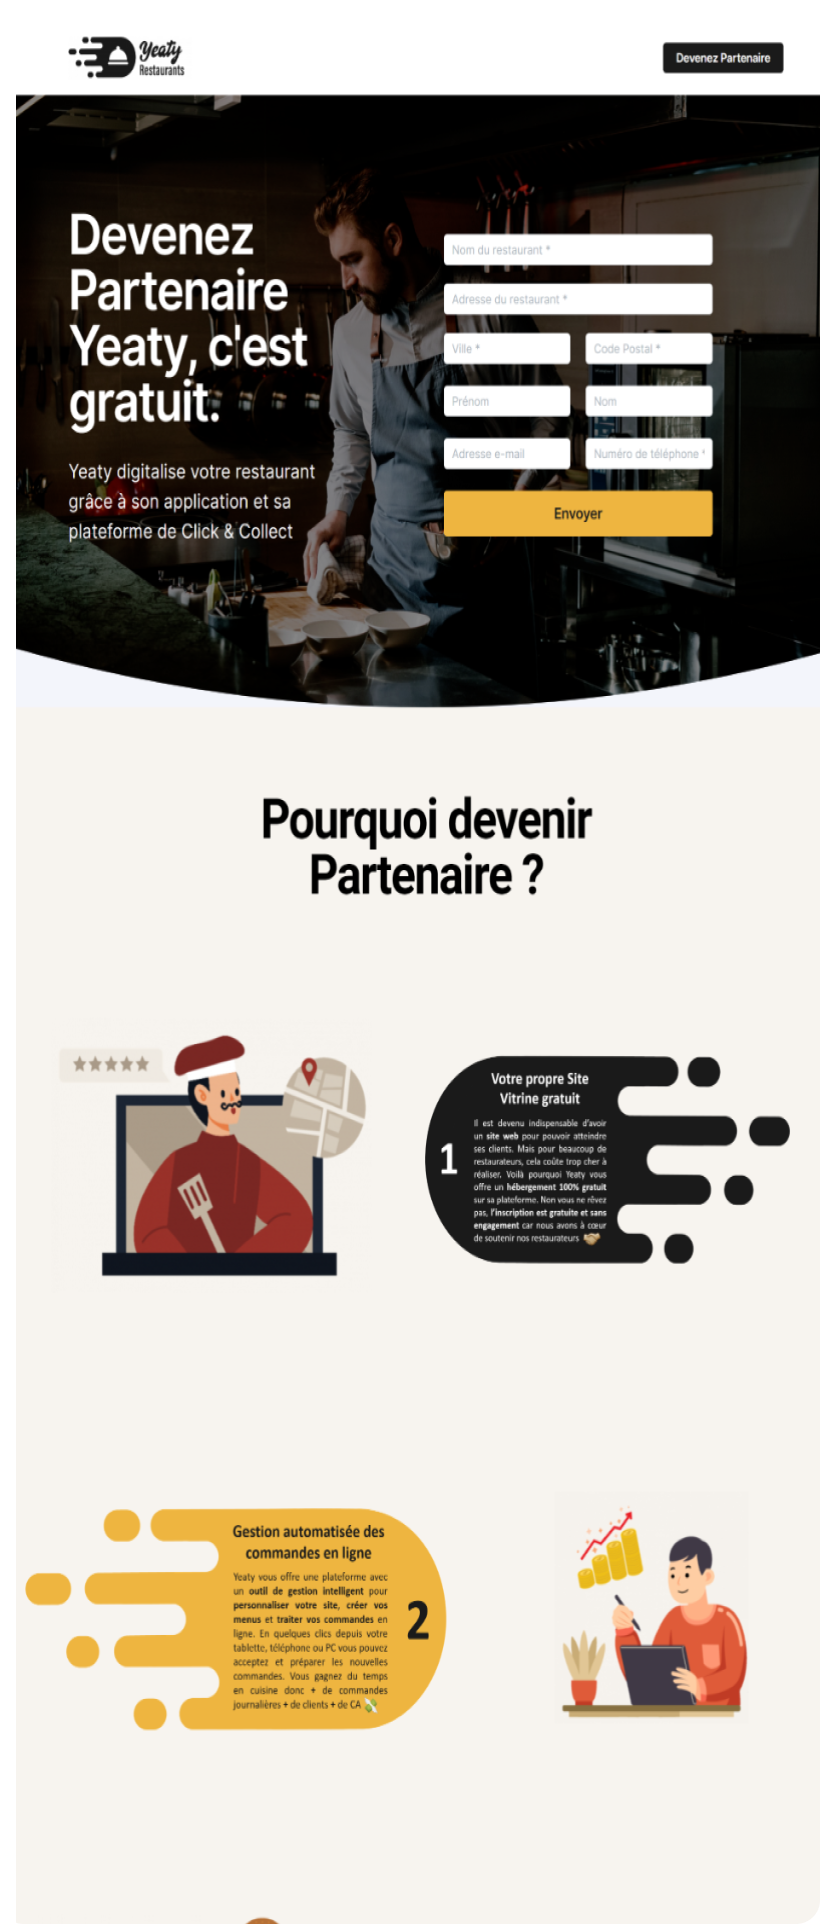 Yeaty
Restaurants
Devenez Partenaire
Devenez
Partenaire
Yeaty, c'est
gratuit.
Yeaty digitalise votre restaurant
grâce à son application et sa
plateforme de Click & Collect
Nom du restaurant *
Adresse du restaurant *
Ville *
Code Postal *
Prénom
Nom
Adresse e-mail
Numéro de téléphone *
Envoyer
Pourquoi devenir
Partenaire ?
1
Votre propre Site
Vitrine gratuit
Il est devenu indispensable d'avoir
un site web pour pouvoir atteindre
ses clients. Mais pour beaucoup de
restaurateurs, cela coûte trop cher à
réaliser. Voilà pourquoi Yeaty vous
offre un hébergement 100% gratuit
sur sa plateforme. Non vous ne rêvez
pas, l'inscription est gratuite et sans
engagement car nous avons à cœur
de soutenir nos restaurateurs
Gestion automatisée des
commandes en ligne
Yeaty vous offre une plateforme avec
un outil de gestion intelligent pour
personnaliser votre site, créer vos
menus et traiter vos commandes en
ligne. En quelques clics depuis votre
tablette, téléphone ou PC vous pouvez
acceptez et préparer les nouvelles
commandes. Vous gagnez du temps
en cuisine donc + de commandes
journalières + de clients + de CA
2